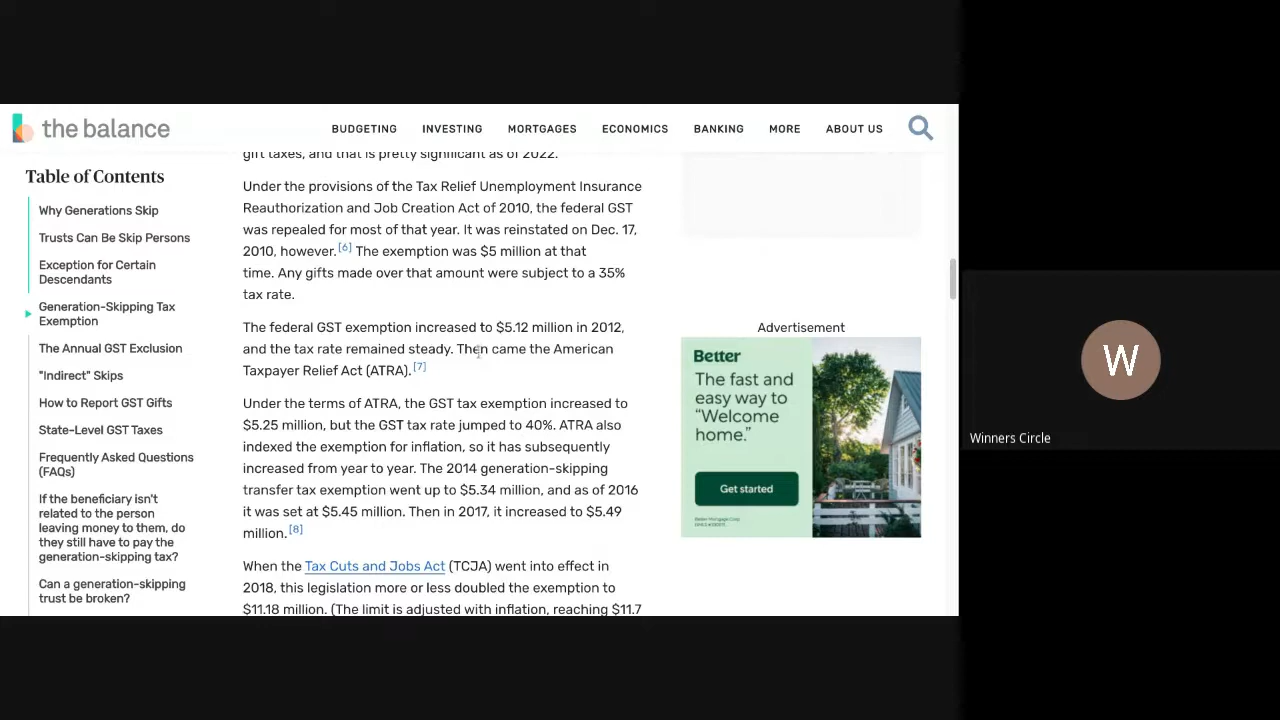 the balance
BUDGETING INVESTING MORTGAGES ECONOMICS BANKING MORE ABOUT US
Table of Contents
Why Generations Skip
Trusts Can Be Skip Persons
Exception for Certain
Descendants
Generation-Skipping Tax
Exemption
The Annual GST Exclusion
"Indirect" Skips
How to Report GST Gifts
State-Level GST Taxes
Frequently Asked Questions
(FAQs)
If the beneficiary isn't
related to the person
leaving money to them, do
they still have to pay the
generation-skipping tax?
Can a generation-skipping
trust be broken?
gift taxes, and that is pretty significant as of 2022.
Under the provisions of the Tax Relief Unemployment Insurance
Reauthorization and Job Creation Act of 2010, the federal GST
was repealed for most of that year. It was reinstated on Dec. 17,
2010, however.[6] The exemption was $5 million at that
time. Any gifts made over that amount were subject to a 35%
tax rate.
The federal GST exemption increased to $5.12 million in 2012,
and the tax rate remained steady. Then came the American
Taxpayer Relief Act (ATRA).[7]
Under the terms of ATRA, the GST tax exemption increased to
$5.25 million, but the GST tax rate jumped to 40%. ATRA also
indexed the exemption for inflation, so it has subsequently
increased from year to year. The 2014 generation-skipping
transfer tax exemption went up to $5.34 million, and as of 2016
it was set at $5.45 million. Then in 2017, it increased to $5.49
million.[8]
When the Tax Cuts and Jobs Act (TCJA) went into effect in
2018, this legislation more or less doubled the exemption to
$11.18 million. (The limit is adjusted with inflation, reaching $11.7
Advertisement
Better
The fast and
easy way to
“Welcome
home.”
Get started
W
Winners Circle